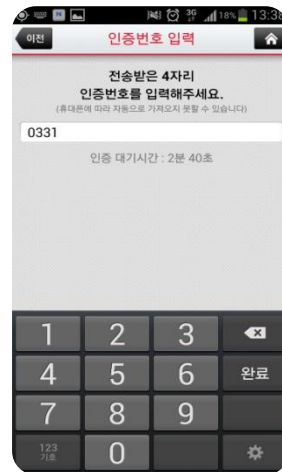 3G 18% 13:38
이전 인증번호 입력
전송받은 4자리
인증번호를 입력해주세요.
(휴대폰에 따라 자동으로 가져오지 못할 수 있습니다)
0331
인증 대기시간 : 2분 40초
1 2 3
4 5 6 완료
7 8 9
123 0
기호